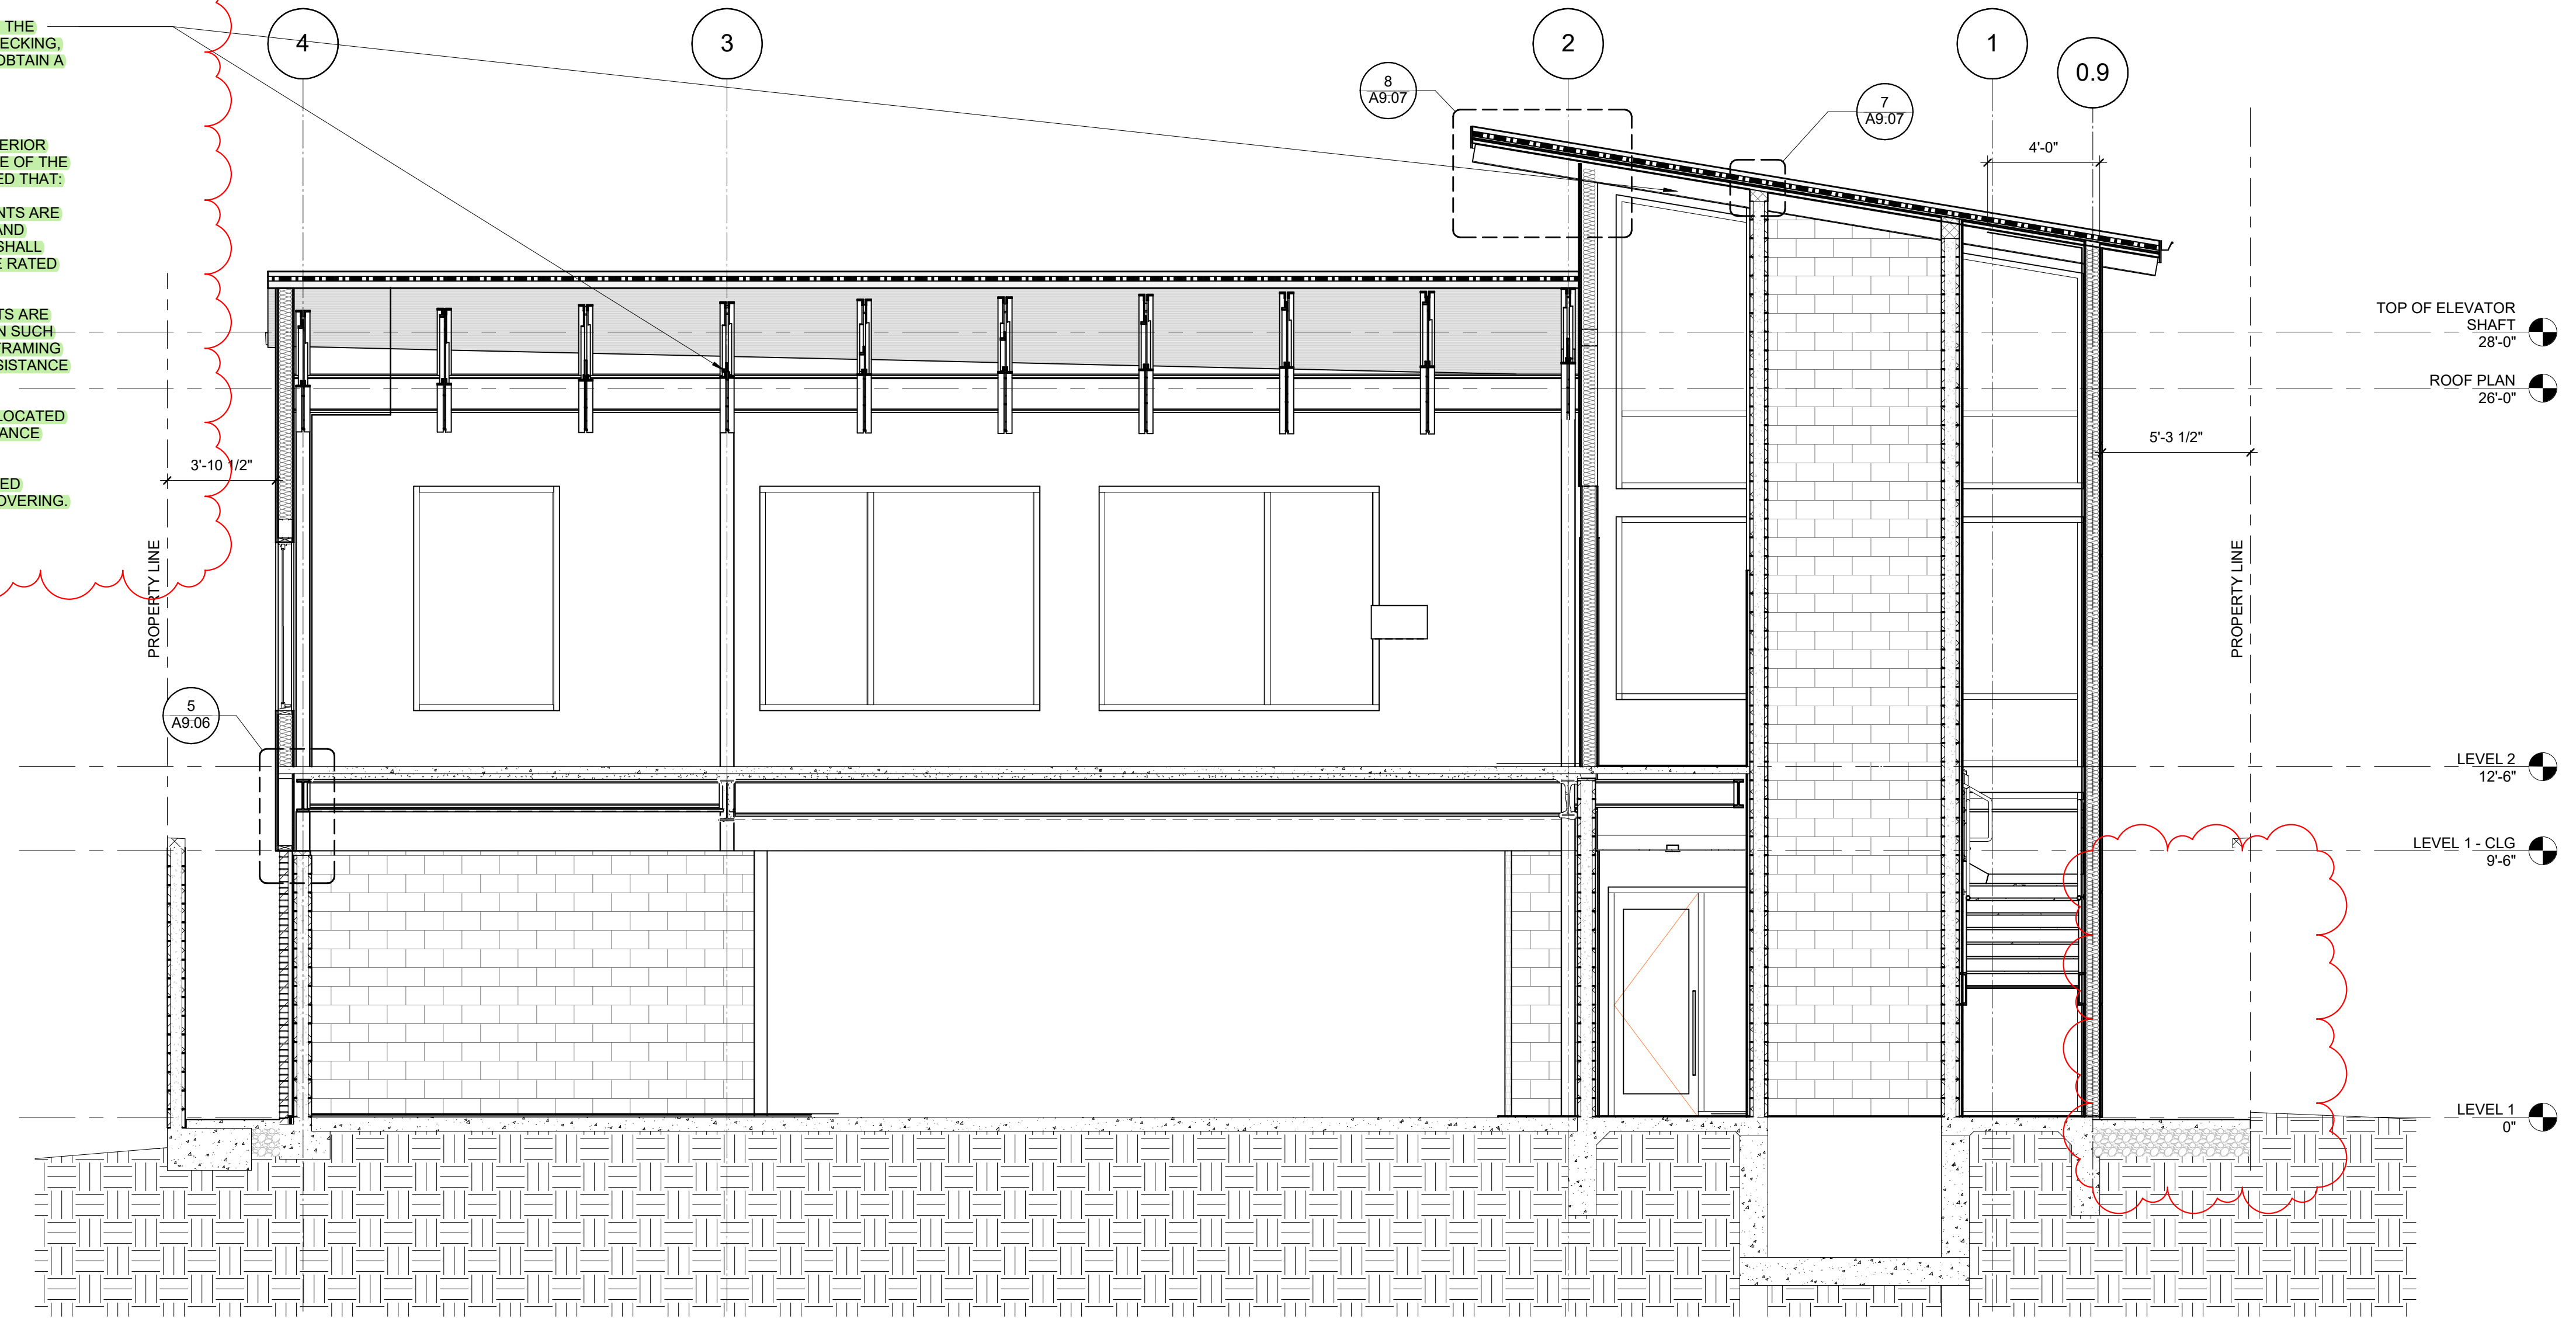 THE
ECKING,
OBTAIN A
ERIOR
E OF THE
ED THAT:
NTS ARE
AND
SHALL
E RATED
TS ARE
N SUCH
FRAMING
SISTANCE
LOCATED
ANCE
ED
OVERING.
4
3
2
1
0.9
8
A9.07
7
A9.07
4'-0"
TOP OF ELEVATOR
SHAFT
28'-0"
ROOF PLAN
26'-0"
3'-10 1/2"
5'-3 1/2"
PROPERTY LINE
PROPERTY LINE
5
A9.06
LEVEL 2
12'-6"
LEVEL 1 - CLG
9'-6"
LEVEL 1
0"